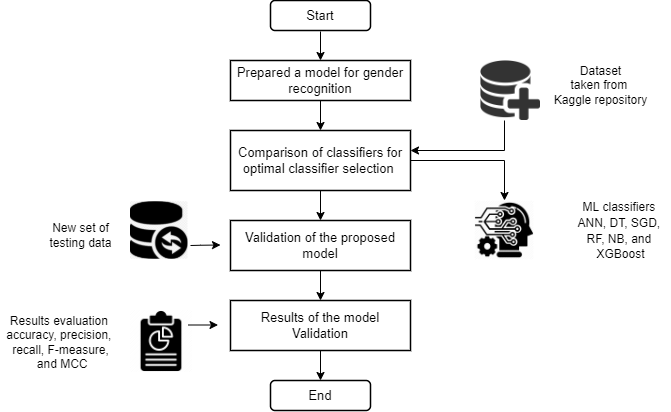 Start
Prepared a model for gender
recognition
Dataset
taken from
Kaggle repository
Comparison of classifiers for
optimal classifier selection
ML classifiers
ANN, DT, SGD,
RF, NB, and
XGBoost
New set of
testing data
Validation of the proposed
model
Results evaluation
accuracy, precision,
recall, F-measure,
and MCC
Results of the model
Validation
End